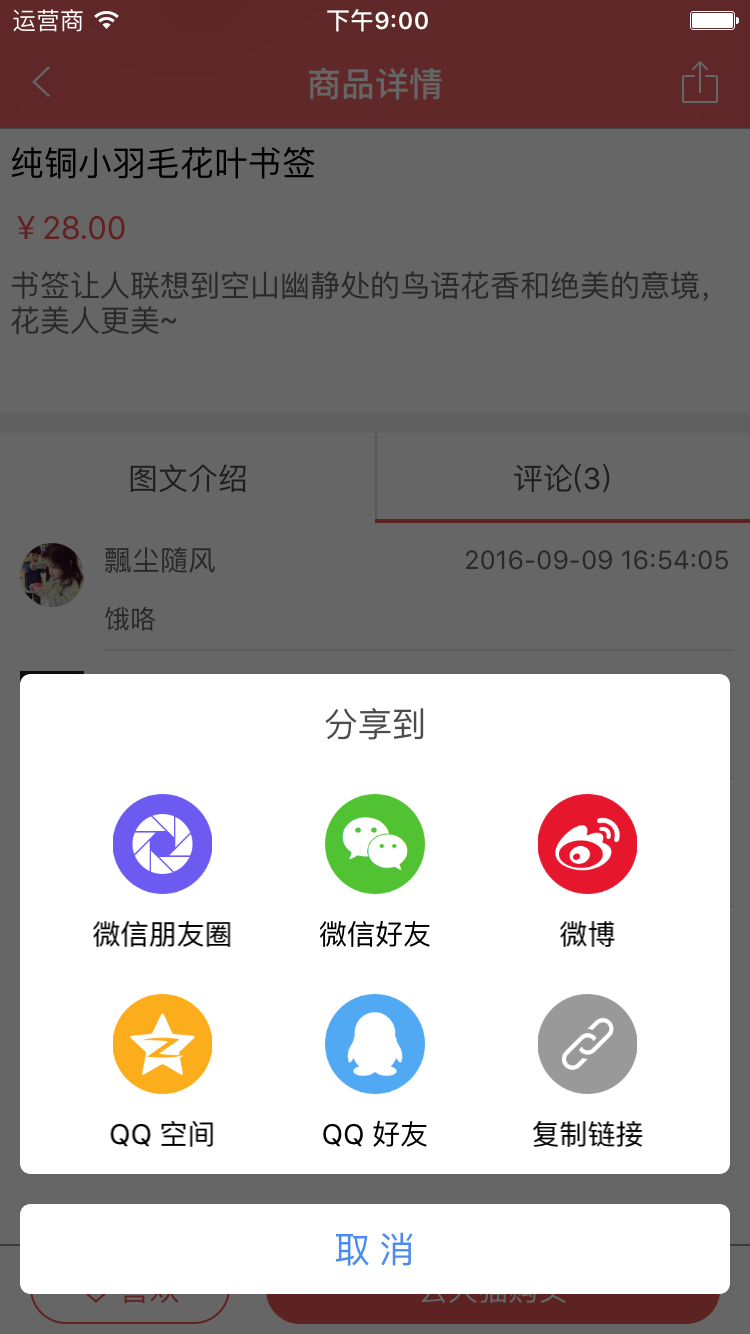 运营商
下午9:00
商品详情
纯铜小羽毛花叶书签
¥ 28.00
书签让人联想到空山幽静处的鸟语花香和绝美的意境,
花美人更美~
图文介绍
评论(3)
飄尘隨风
2016-09-09 16:54:05
饿咯
分享到
微信朋友圈
微信好友
微博
QQ 空间
QQ 好友
复制链接
取 消